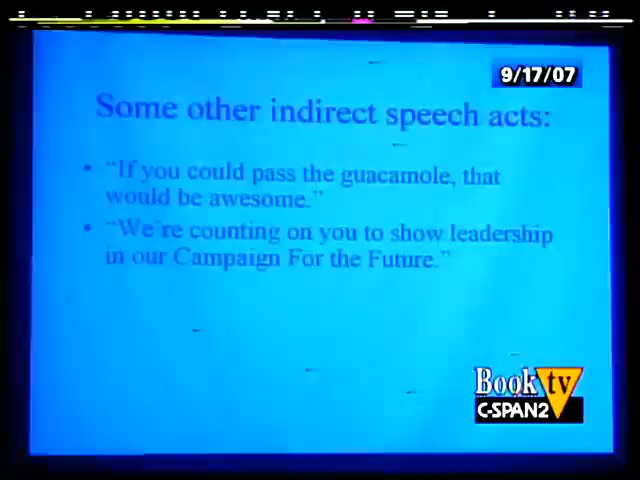 9/17/07
Some other indirect speech acts:
• “If you could pass the guacamole, that
would be awesome.”
• “We're counting on you to show leadership
in our Campaign For the Future.”
Book tv
C-SPAN2